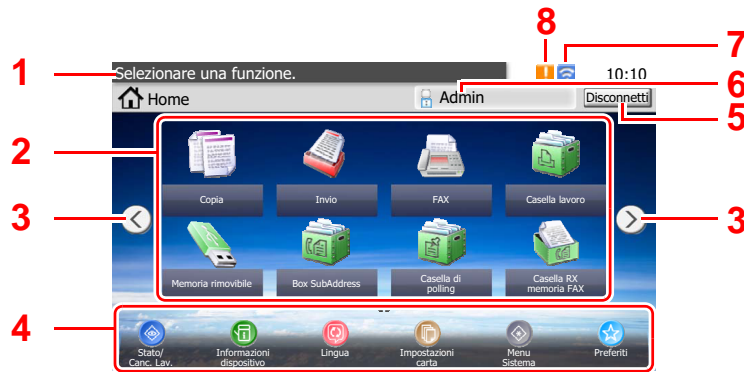 8
7
1
Selezionare una funzione.
10:10
6
Home
Admin
Disconnetti
5
2
Copia
Invio
FAX
Casella lavoro
3
3
Memoria rimovibile
Box SubAddress
Casella di
polling
Casella RX
memoria FAX
4
Stato/
Canc. Lav.
Informazioni
dispositivo
Lingua
Impostazioni
carta
Menu
Sistema
Preferiti